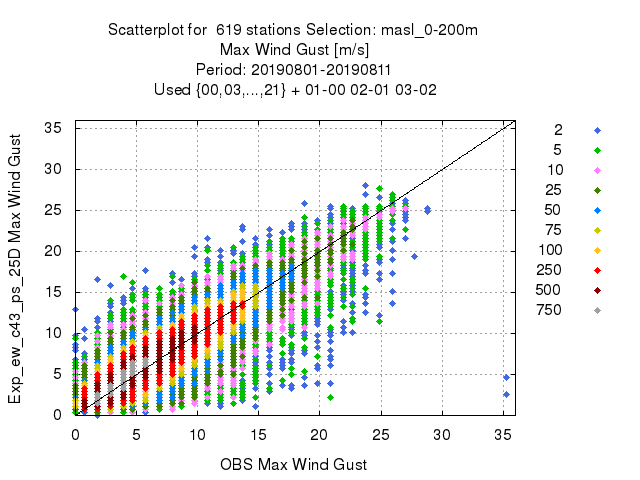 Scatterplot for  619 stations Selection: masl_0-200m
Max Wind Gust [m/s]
Period: 20190801-20190811
Used {00,03,...,21} + 01-00 02-01 03-02
Exp_ew_c43_ps_25D Max Wind Gust
35
30
25
20
15
10
5
0
0 5 10 15 20 25 30 35
OBS Max Wind Gust
2
5
10
25
50
75
100
250
500
750